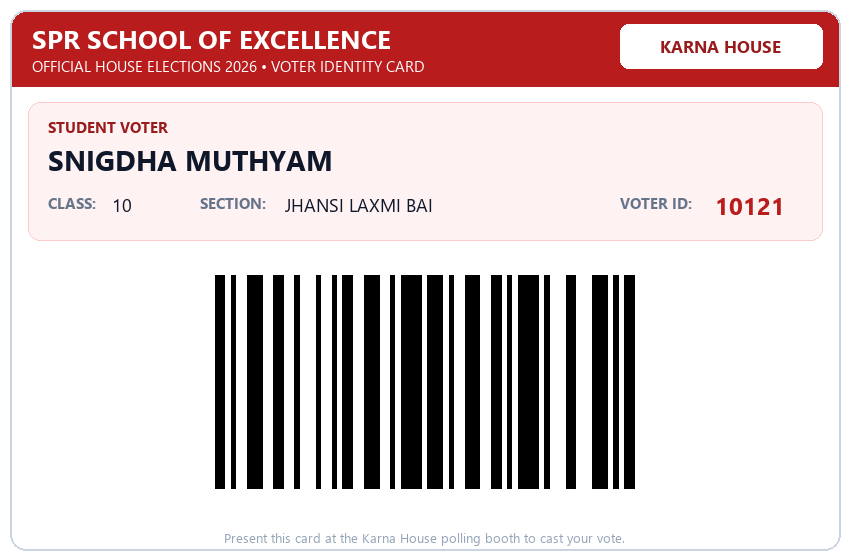 SPR SCHOOL OF EXCELLENCE
OFFICIAL HOUSE ELECTIONS 2026 • VOTER IDENTITY CARD
KARNA HOUSE
STUDENT VOTER
SNIGDHA MUTHYAM
CLASS: 10 SECTION: JHANSI LAXMI BAI VOTER ID: 10121
Present this card at the Karna House polling booth to cast your vote.